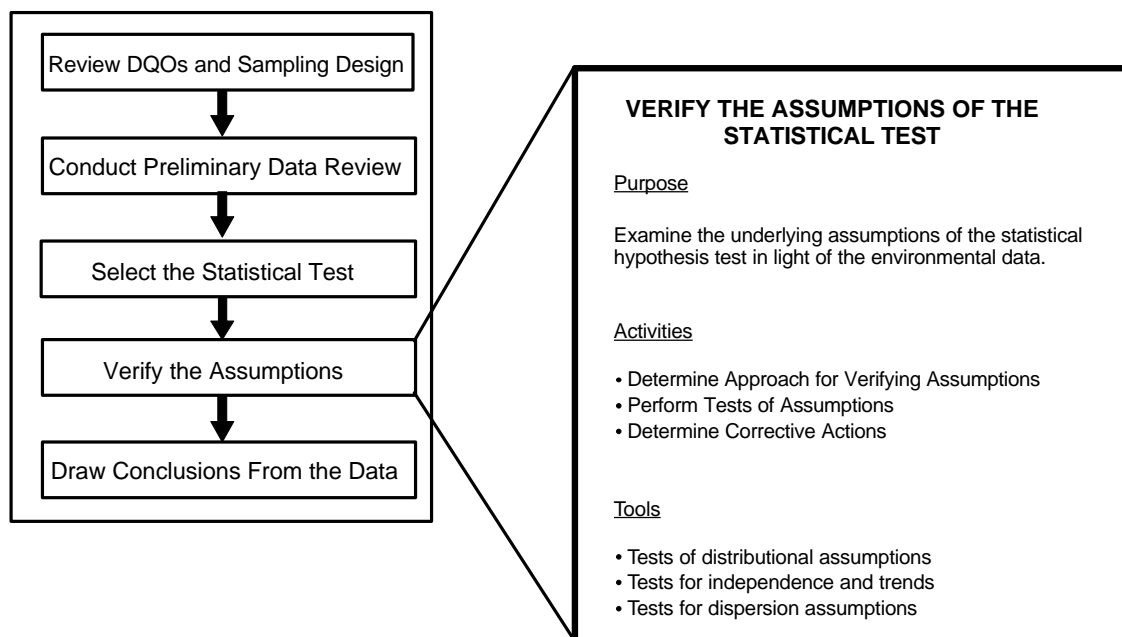 Review DQOs and Sampling Design
Conduct Preliminary Data Review
Select the Statistical Test
Verify the Assumptions
Draw Conclusions From the Data
VERIFY THE ASSUMPTIONS OF THE
STATISTICAL TEST
Purpose
Examine the underlying assumptions of the statistical
hypothesis test in light of the environmental data.
Activities
• Determine Approach for Verifying Assumptions
• Perform Tests of Assumptions
• Determine Corrective Actions
Tools
• Tests of distributional assumptions
• Tests for independence and trends
• Tests for dispersion assumptions